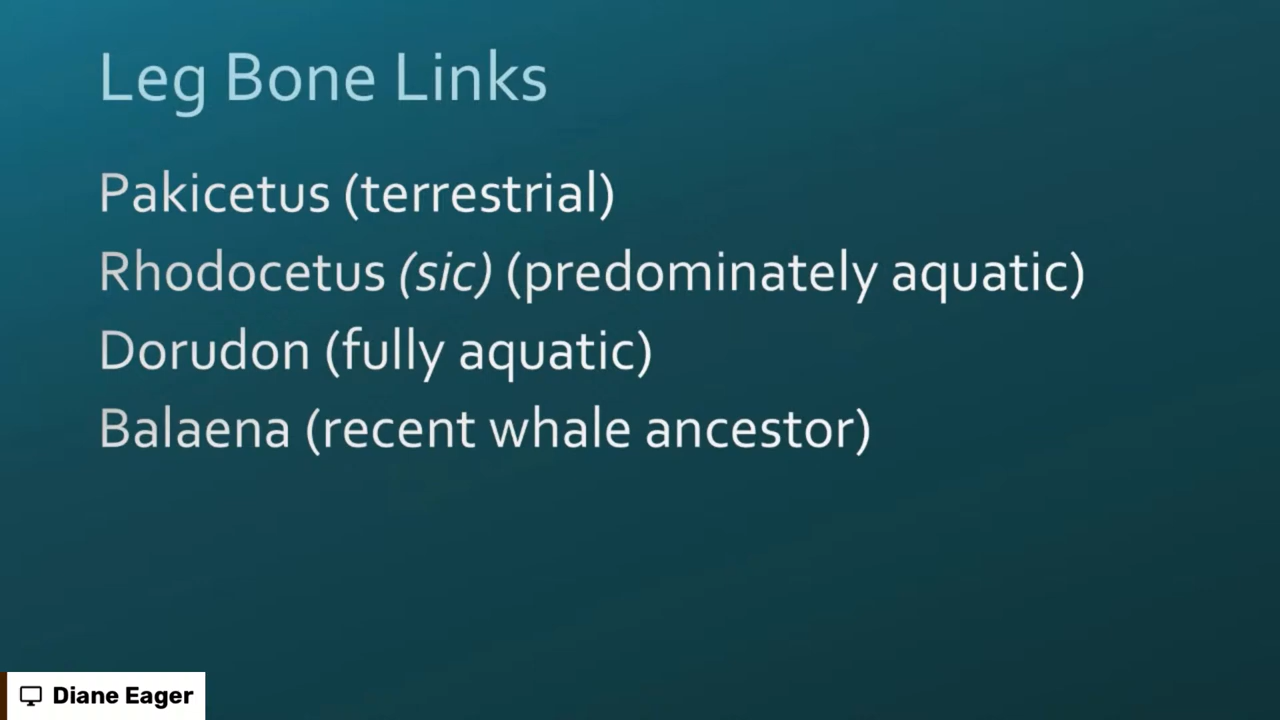 Leg Bone Links
Pakicetus (terrestrial)
Rhodocetus (sic) (predominately aquatic)
Dorudon (fully aquatic)
Balaena (recent whale ancestor)
Diane Eager